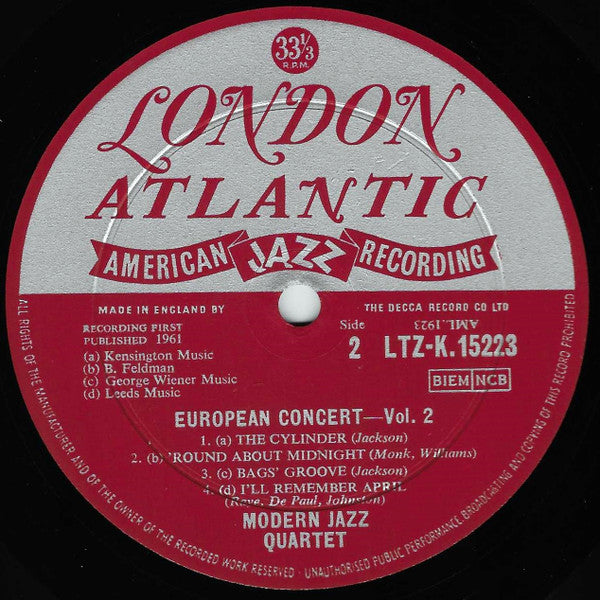 33⅓
R.P.M.
LONDON
ATLANTIC
AMERICAN JAZZ RECORDING
MADE IN ENGLAND BY
THE DECCA RECORD CO LTD
RECORDING FIRST
PUBLISHED 1961
(a) Kensington Music
(b) B. Feldman
(c) George Wiener Music
(d) Leeds Music
AML.1923
Side
2 LTZ-K.15223
BIEM NCB
EUROPEAN CONCERT—Vol. 2
1. (a) THE CYLINDER (Jackson)
2. (b) 'ROUND ABOUT MIDNIGHT (Monk, Williams)
3. (c) BAGS' GROOVE (Jackson)
4. (d) I'LL REMEMBER APRIL
(Raye, De Paul, Johnston)
MODERN JAZZ
QUARTET
ALL RIGHTS OF THE MANUFACTURER AND OF THE OWNER OF THE RECORDED WORK RESERVED · UNAUTHORISED PUBLIC PERFORMANCE, BROADCASTING AND COPYING OF THIS RECORD PROHIBITED